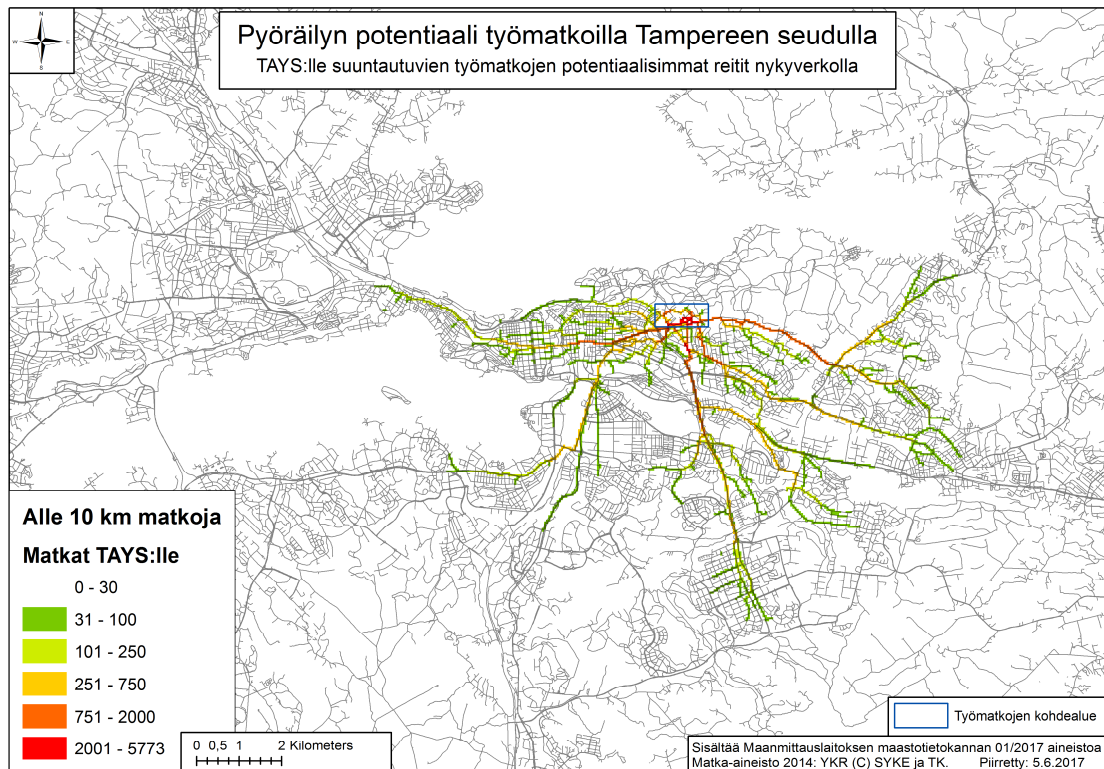 N
W E
S
Pyöräilyn potentiaali työmatkoilla Tampereen seudulla
TAYS:lle suuntautuvien työmatkojen potentiaalisimmat reitit nykyverkolla
Alle 10 km matkoja
Matkat TAYS:lle
0 - 30
31 - 100
101 - 250
251 - 750
751 - 2000
2001 - 5773
0 0,5 1 2 Kilometers
Työmatkojen kohdealue
Sisältää Maanmittauslaitoksen maastotietokannan 01/2017 aineistoa
Matka-aineisto 2014: YKR (C) SYKE ja TK. Piirretty: 5.6.2017